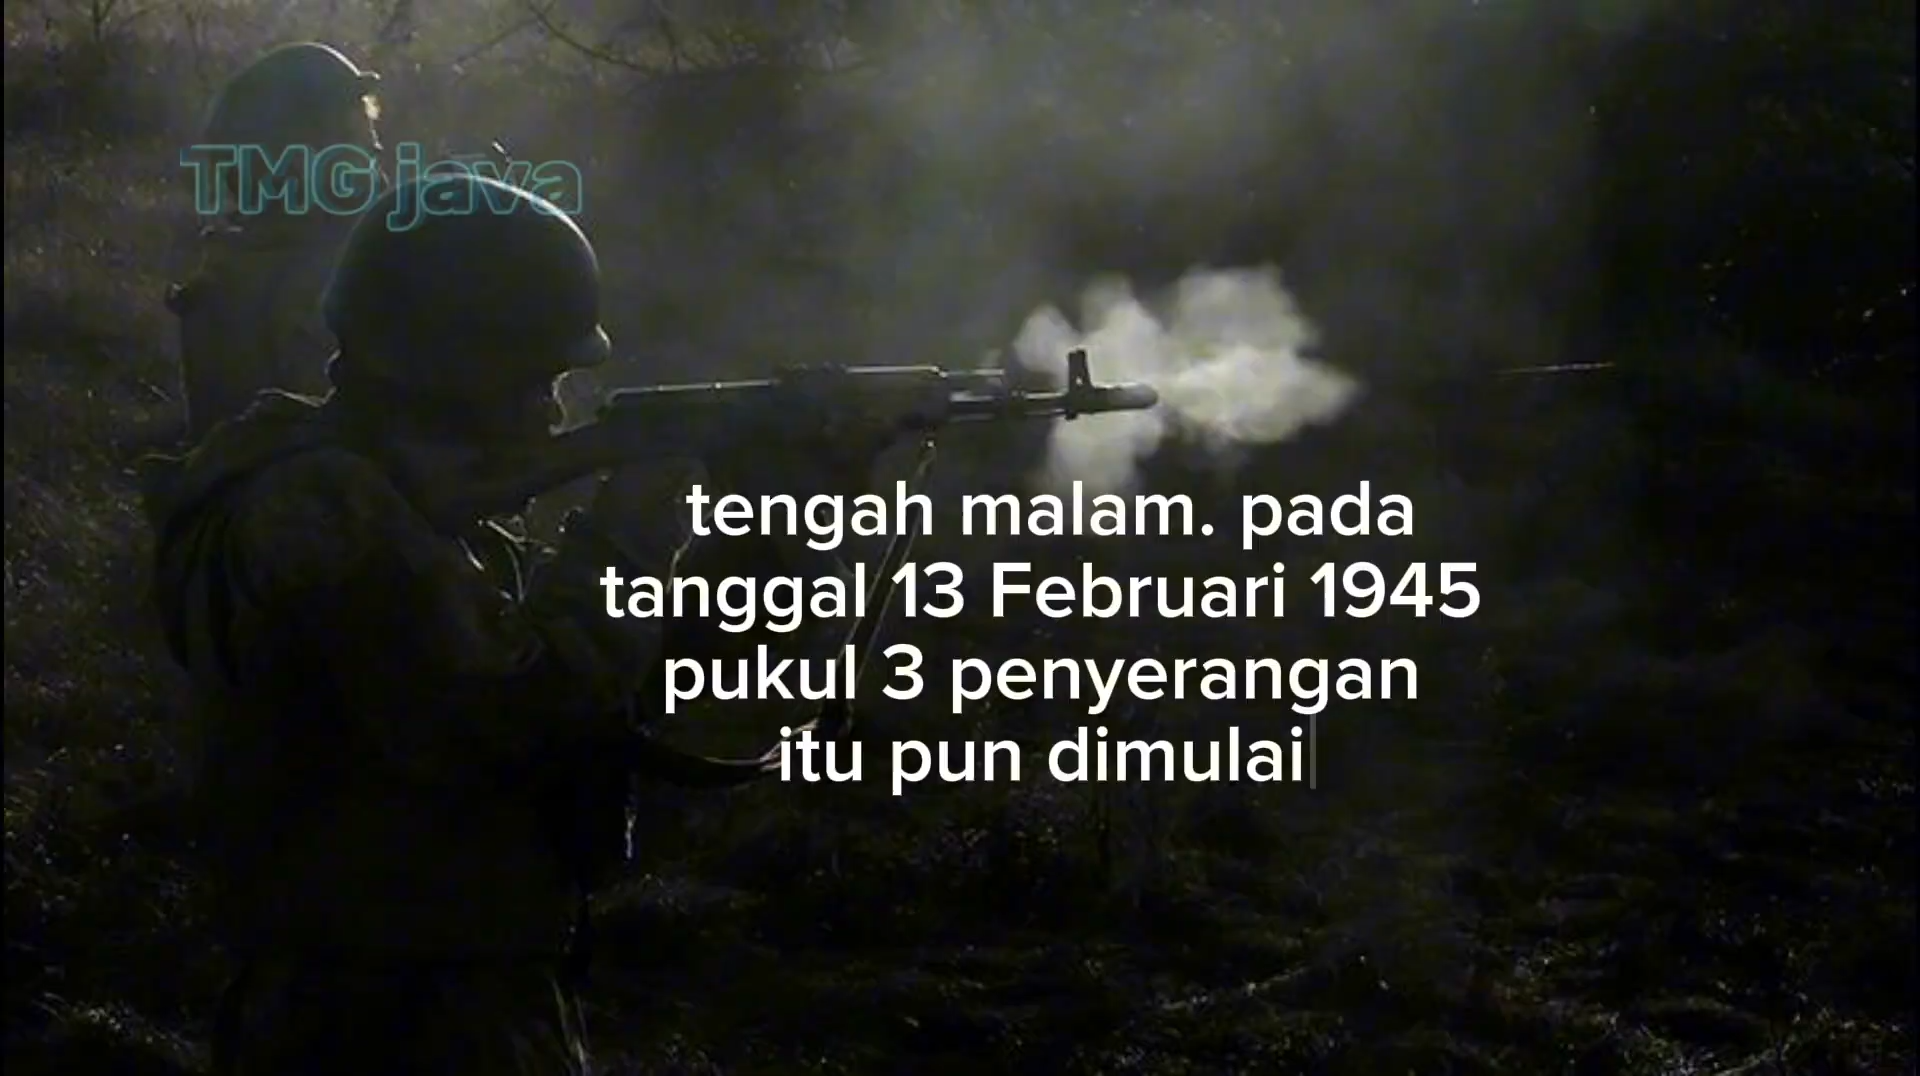 TMG java
tengah malam. pada
tanggal 13 Februari 1945
pukul 3 penyerangan
itu pun dimulai